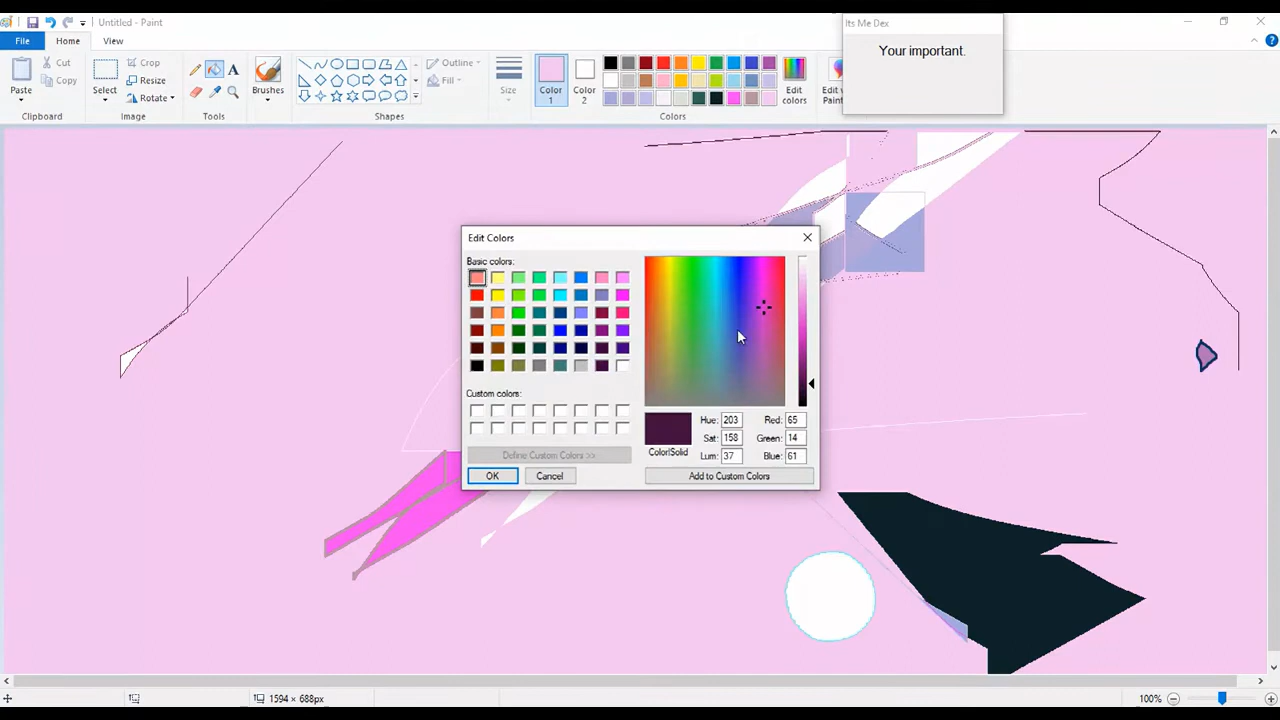 Untitled - Paint
Its Me Dex
Your important.
File
Home
View
Paste
Cut
Copy
Clipboard
Select
Crop
Resize
Rotate
Image
A
Tools
Brushes
Outline
Fill
Shapes
Size
Color
1
Color
2
Edit
colors
Colors
Edit
Paint
Edit Colors
Basic colors:
Custom colors:
Define Custom Colors >>
OK
Cancel
Color|Solid
Hue: 203
Sat: 158
Lum: 37
Red: 65
Green: 14
Blue: 61
Add to Custom Colors
1594 × 688px
100%